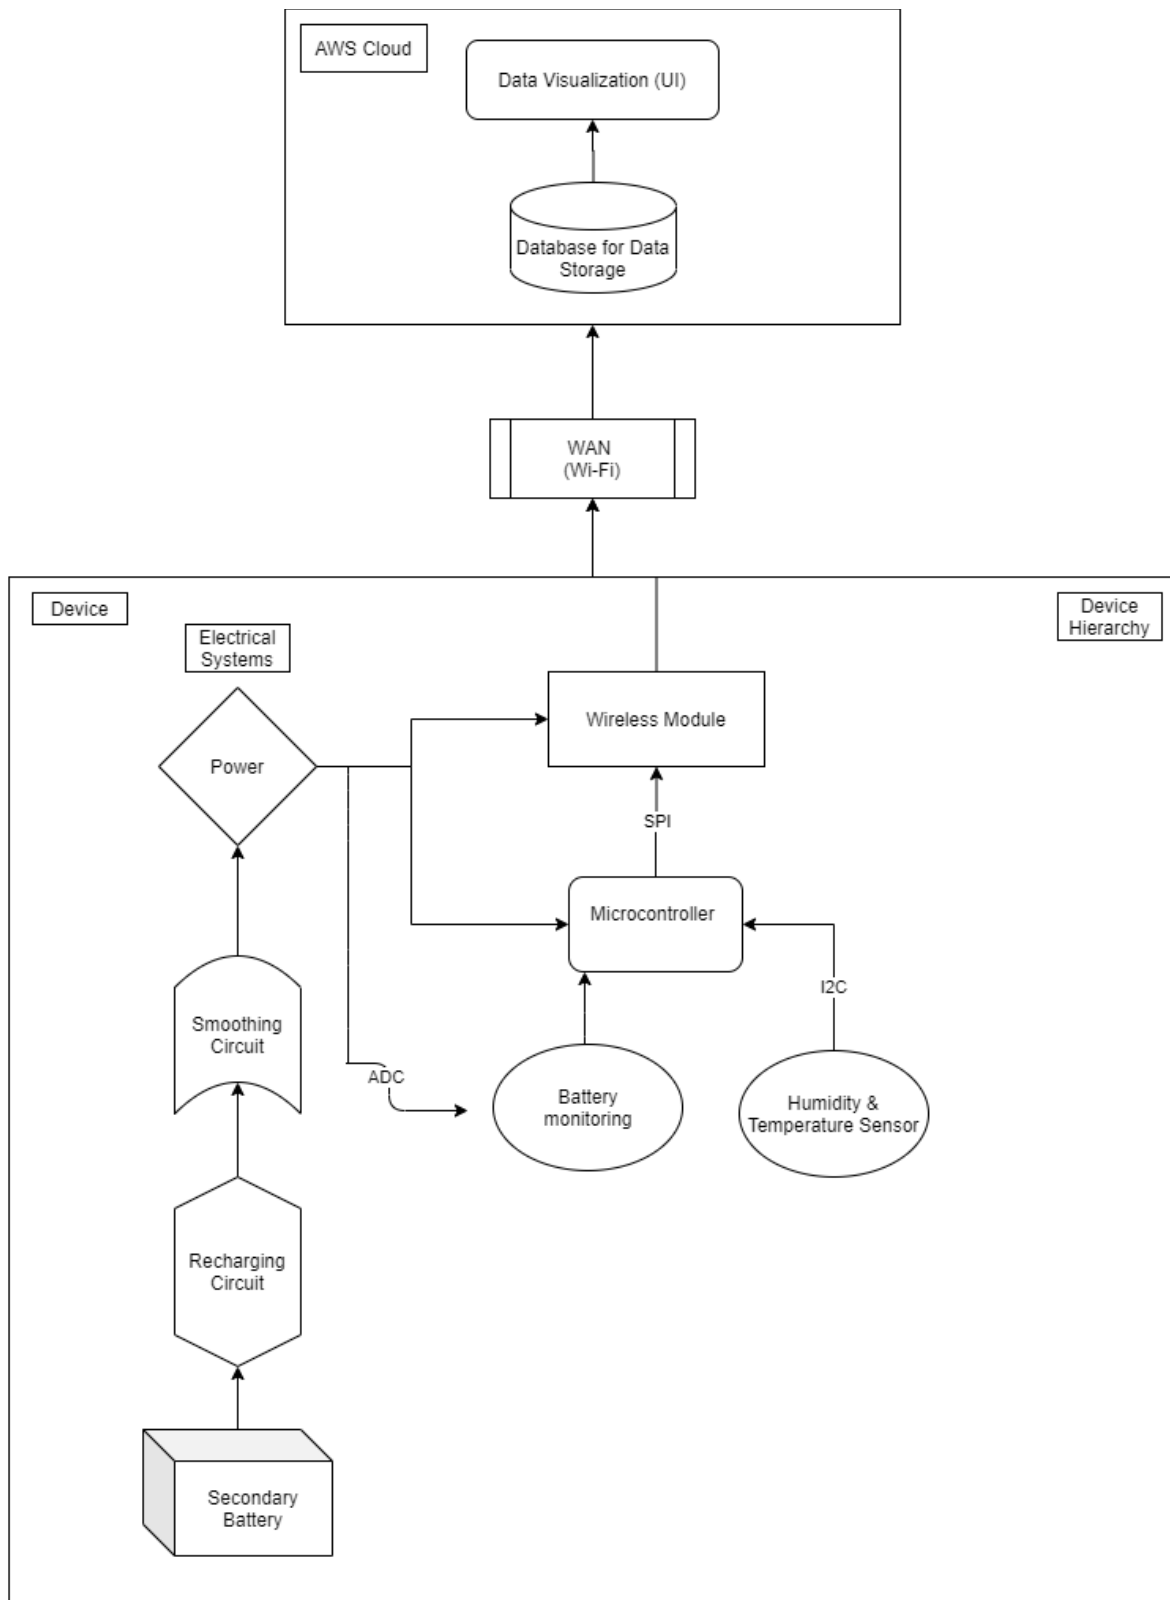 AWS Cloud
Data Visualization (UI)
Database for Data
Storage
WAN
(Wi-Fi)
Device
Device
Hierarchy
Electrical
Systems
Wireless Module
Power
SPI
Microcontroller
I2C
Smoothing
Circuit
ADC
Battery
monitoring
Humidity &
Temperature Sensor
Recharging
Circuit
Secondary
Battery